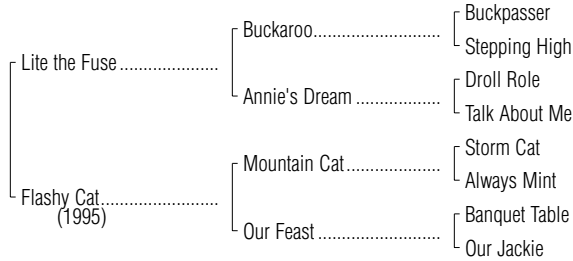 Buckpasser
Buckaroo
Stepping High
Lite the Fuse
Droll Role
Annie's Dream
Talk About Me
Storm Cat
Mountain Cat
Always Mint
Flashy Cat
(1995)
Banquet Table
Our Feast
Our Jackie